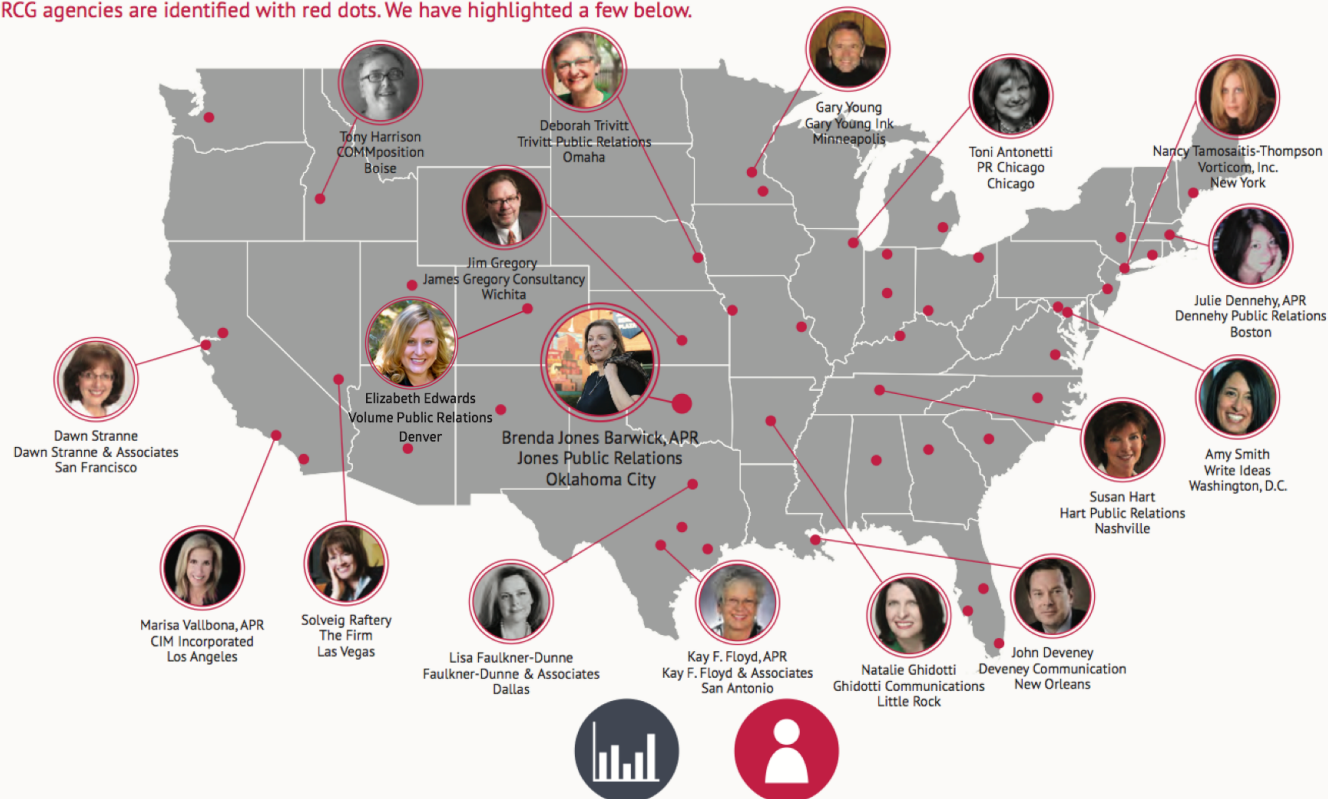 RCG agencies are identified with red dots. We have highlighted a few below.
Tony Harrison
COMMposition
Boise
Deborah Trivitt
Trivitt Public Relations
Omaha
Gary Young
Gary Young Ink
Minneapolis
Toni Antonetti
PR Chicago
Chicago
Nancy Tamosaitis-Thompson
Vorticom, Inc.
New York
Jim Gregory
James Gregory Consultancy
Wichita
Julie Dennehy, APR
Dennehy Public Relations
Boston
Elizabeth Edwards
Volume Public Relations
Denver
Brenda Jones Barwick, APR
Jones Public Relations
Oklahoma City
Dawn Stranne
Dawn Stranne & Associates
San Francisco
Amy Smith
Write Ideas
Washington, D.C.
Susan Hart
Hart Public Relations
Nashville
Marisa Vallbona, APR
CIM Incorporated
Los Angeles
Solveig Raftery
The Firm
Las Vegas
Lisa Faulkner-Dunne
Faulkner-Dunne & Associates
Dallas
Kay F. Floyd, APR
Kay F. Floyd & Associates
San Antonio
Natalie Ghidotti
Ghidotti Communications
Little Rock
John Deveney
Deveney Communication
New Orleans